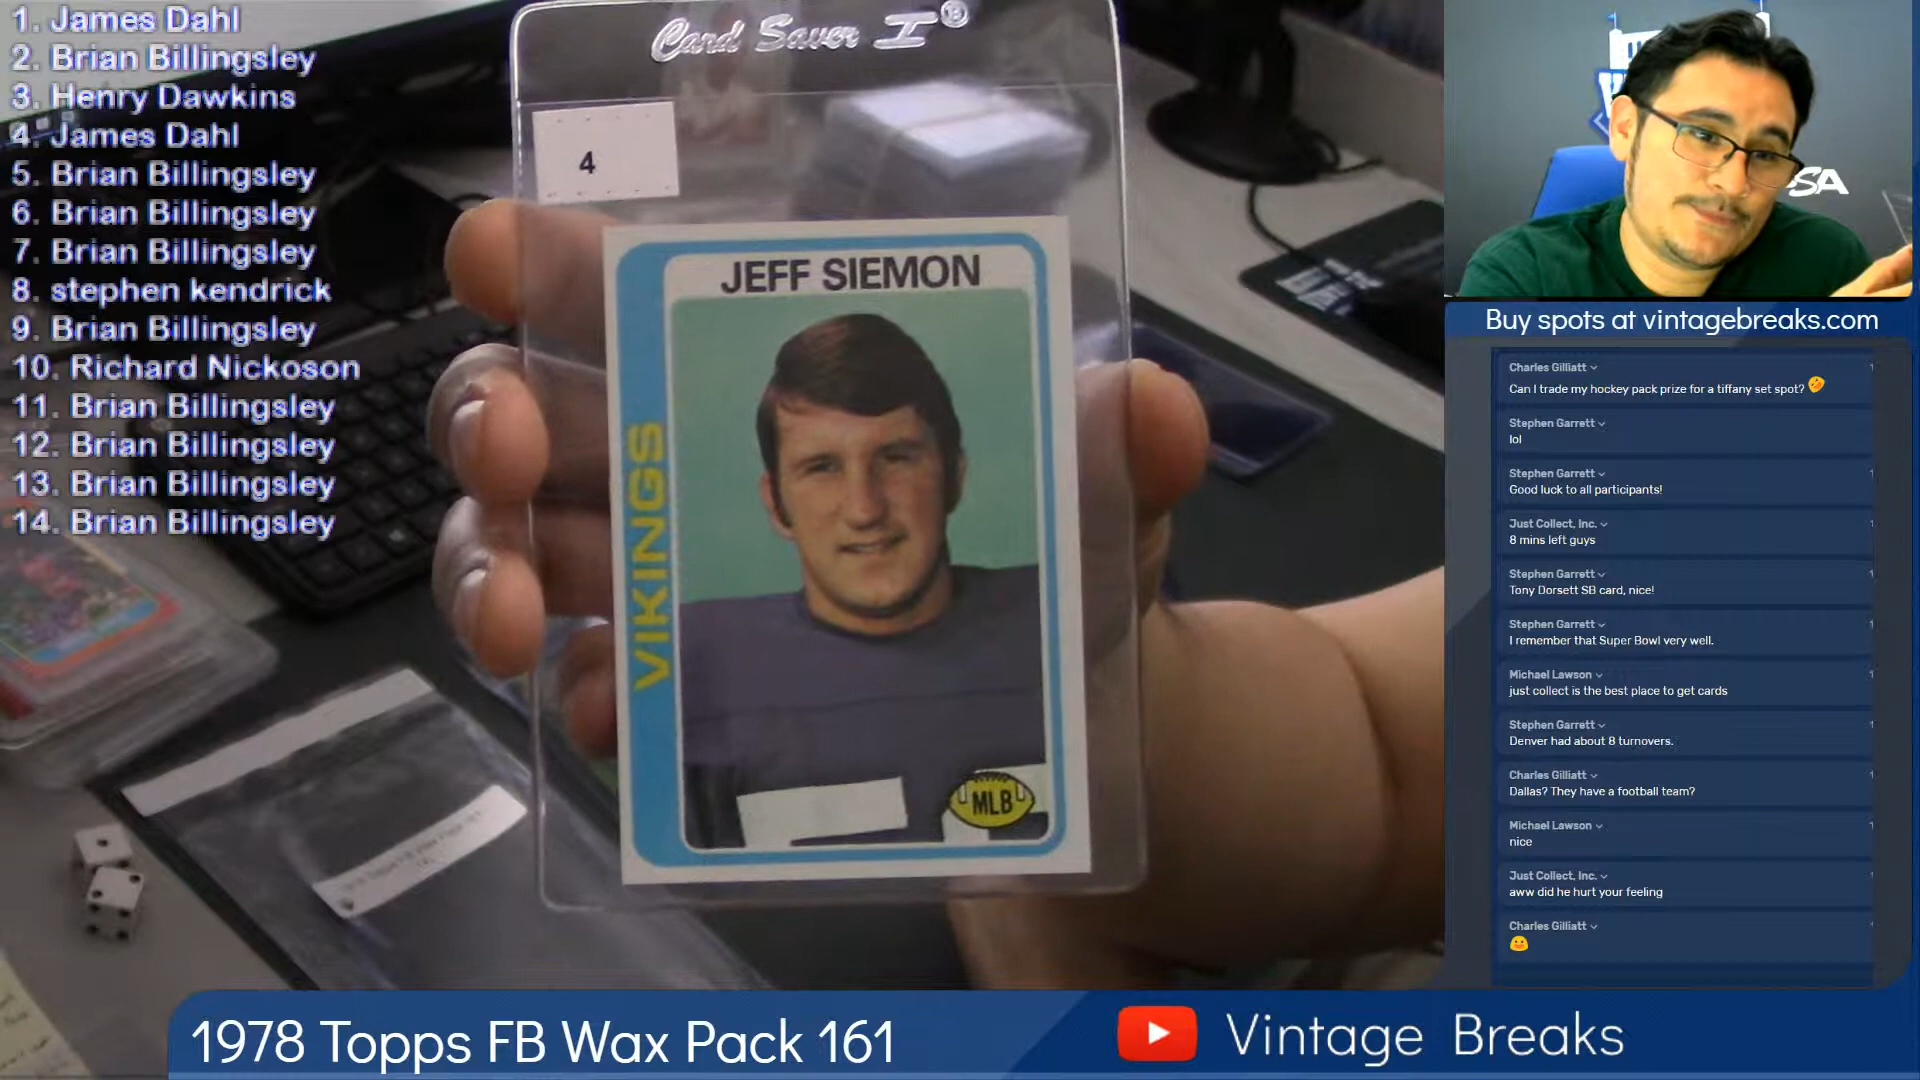 1. James Dahl
2. Brian Billingsley
3. Henry Dawkins
4. James Dahl
5. Brian Billingsley
6. Brian Billingsley
7. Brian Billingsley
8. stephen kendrick
9. Brian Billingsley
10. Richard Nickoson
11. Brian Billingsley
12. Brian Billingsley
13. Brian Billingsley
14. Brian Billingsley
Card Saver I®
4
JEFF SIEMON
VIKINGS
MLB
SA
Buy spots at vintagebreaks.com
Charles Gilliatt
Can I trade my hockey pack prize for a tiffany set spot?
Stephen Garrett
lol
Stephen Garrett
Good luck to all participants!
Just Collect, Inc.
8 mins left guys
Stephen Garrett
Tony Dorsett SB card, nice!
Stephen Garrett
I remember that Super Bowl very well.
Michael Lawson
just collect is the best place to get cards
Stephen Garrett
Denver had about 8 turnovers.
Charles Gilliatt
Dallas? They have a football team?
Michael Lawson
nice
Just Collect, Inc.
aww did he hurt your feeling
Charles Gilliatt
1978 Topps FB Wax Pack 161
Vintage Breaks